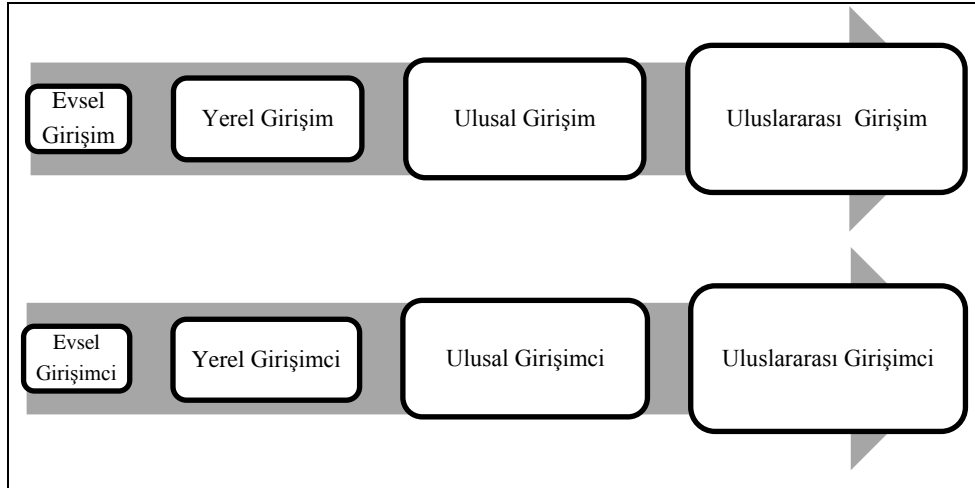 Evsel
Girişim
Yerel Girişim
Ulusal Girişim
Uluslararası  Girişim
Evsel
Girişimci
Yerel Girişimci
Ulusal Girişimci
Uluslararası Girişimci